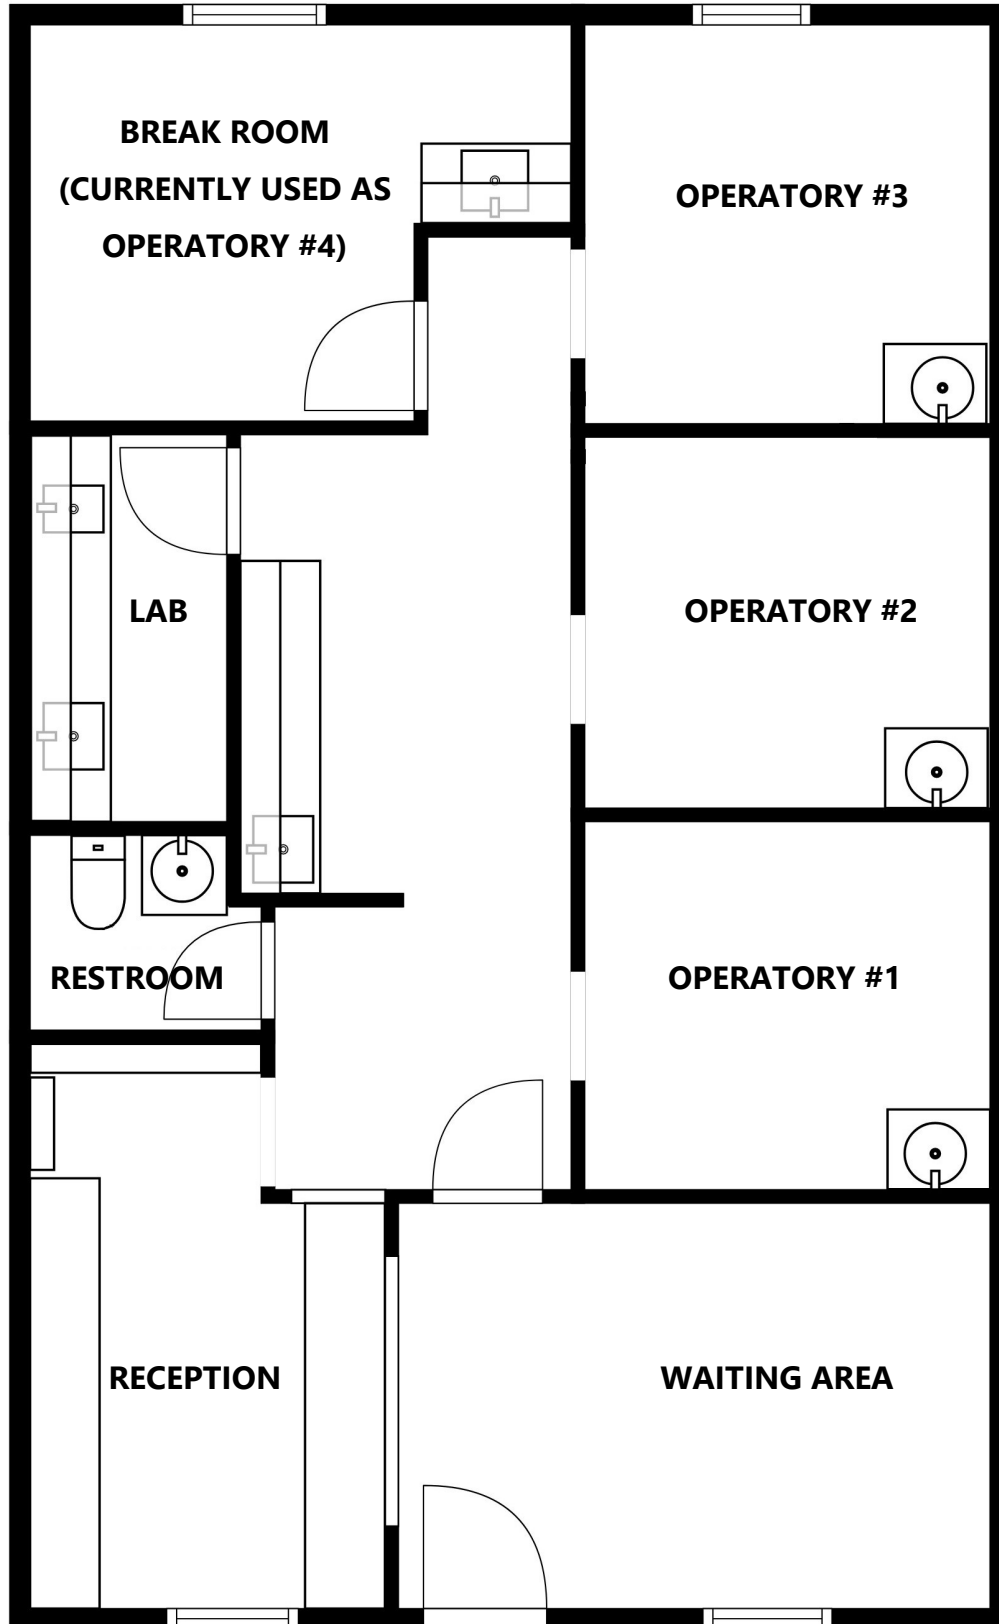 BREAK ROOM
(CURRENTLY USED AS
OPERATORY #4)
OPERATORY #3
LAB
OPERATORY #2
RESTROOM
OPERATORY #1
RECEPTION
WAITING AREA